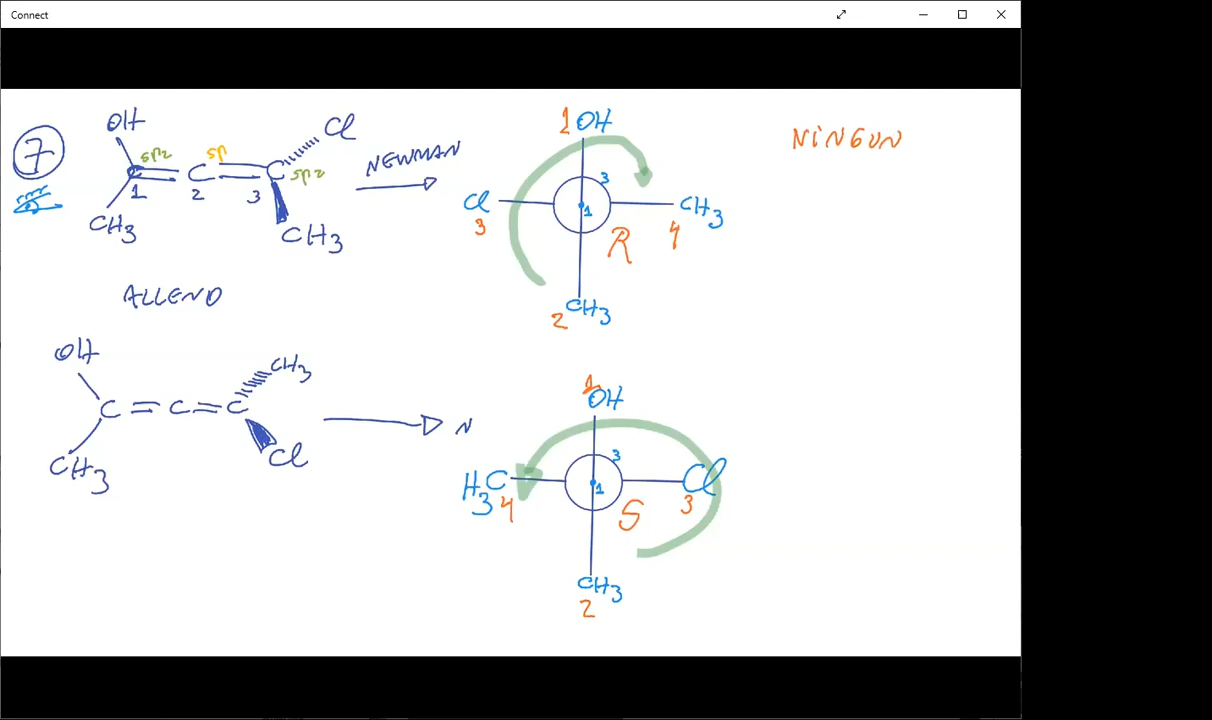 Connect
7
OH
Cl
sp2
sp
C = C = C
sp2
1 2 3
CH3
CH3
NEWMAN
1 OH
3
Cl
1
CH3
3
R
4
CH3
2
NINGUN
ALLENO
OH
CH3
C = C = C
CH3
Cl
N
1
OH
3
H3C
1
Cl
4
S
3
CH3
2